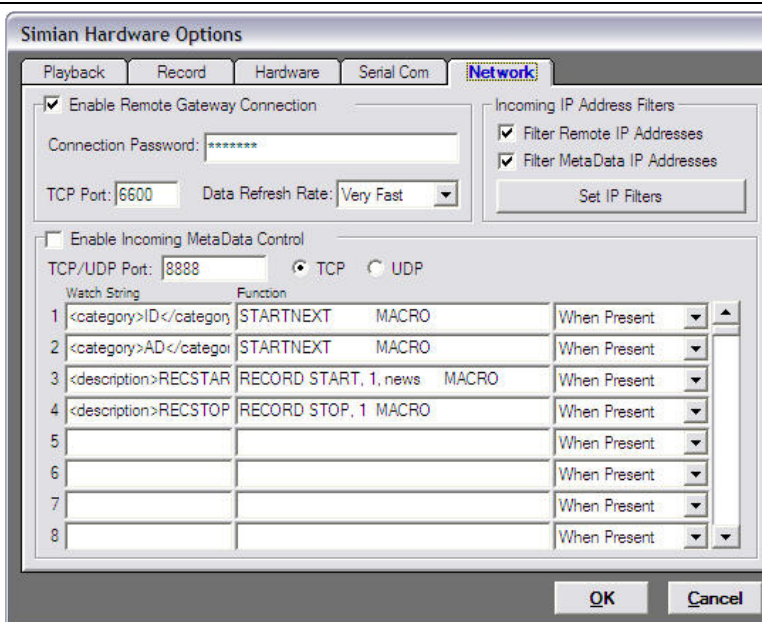 Simian Hardware Options
Playback Record Hardware Serial Com Network
Enable Remote Gateway Connection
Connection Password: *******
TCP Port: 6600 Data Refresh Rate: Very Fast
Incoming IP Address Filters
Filter Remote IP Addresses
Filter MetaData IP Addresses
Set IP Filters
Enable Incoming MetaData Control
TCP/UDP Port: 8888 TCP UDP
Watch String Function
1 <category>ID</category STARTNEXT MACRO When Present
2 <category>AD</categor STARTNEXT MACRO When Present
3 <description>RECSTAR RECORD START, 1, news MACRO When Present
4 <description>RECSTOP RECORD STOP, 1 MACRO When Present
5 When Present
6 When Present
7 When Present
8 When Present
OK Cancel